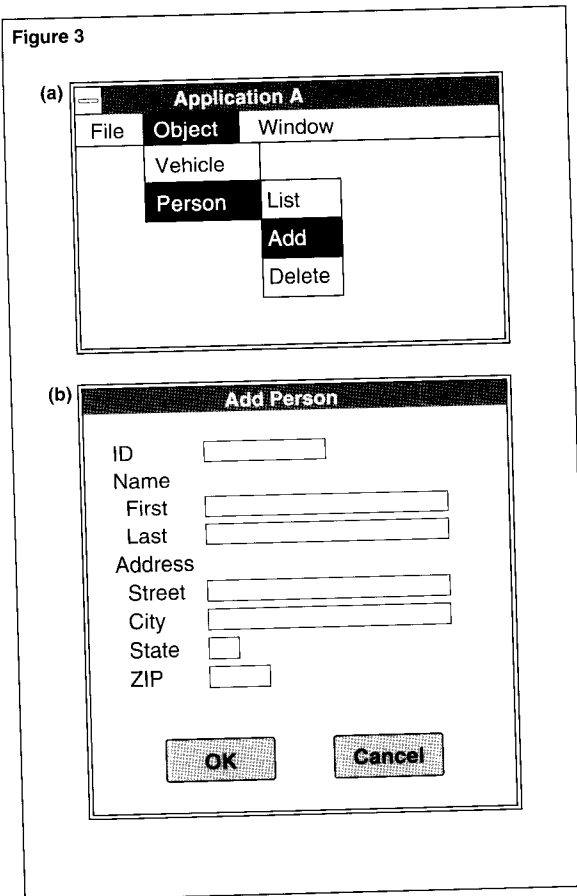 Figure 3
(a)
Application A
File Object Window
Vehicle
Person List
Add
Delete
(b)
Add Person
ID
Name
First
Last
Address
Street
City
State
ZIP
OK Cancel